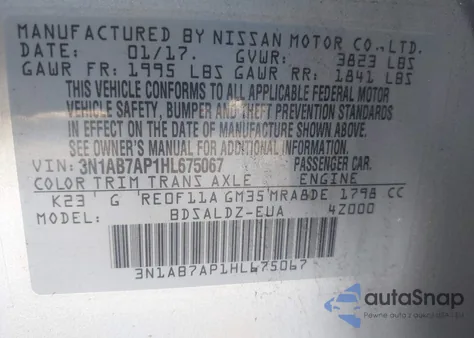 MANUFACTURED BY NISSAN MOTOR CO.,LTD.
DATE: 01/17. GVWR: 3823 LBS
GAWR FR: 1995 LBS GAWR RR: 1841 LBS
THIS VEHICLE CONFORMS TO ALL APPLICABLE FEDERAL MOTOR
VEHICLE SAFETY, BUMPER AND THEFT PREVENTION STANDARDS
IN EFFECT ON THE DATE OF MANUFACTURE SHOWN ABOVE.
SEE OWNER'S MANUAL FOR ADDITIONAL INFORMATION.
VIN: 3N1AB7AP1HL675067 PASSENGER CAR.
COLOR TRIM TRANS AXLE ENGINE
K23 G RE0F11A GM35 MRA8DE 1798 CC
MODEL: BDSALDZ-EUA 4Z000
3N1AB7AP1HL675067
autoSnap
Pewne auto z USA